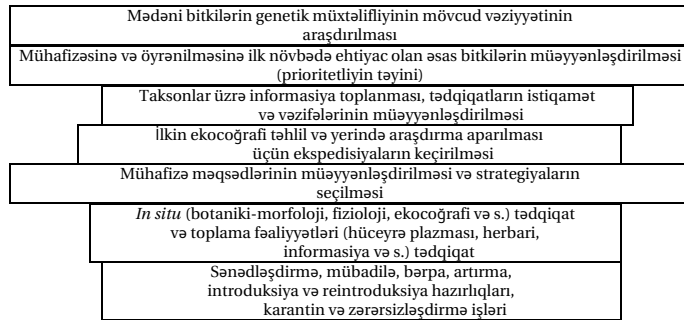 Mədəni bitkilərin genetik müxtəlifliyinin mövcud vəziyyətinin
araşdırılması
Mühafizəsinə və öyrənilməsinə ilk növbədə ehtiyac olan əsas bitkilərin müəyyənləşdirilməsi
(prioritetliyin təyini)
Taksonlar üzrə informasiya toplanması, tədqiqatların istiqamət
və vəzifələrinin müəyyənləşdirilməsi
İlkin ekocoğrafi təhlil və yerində araşdırma aparılması
üçün ekspedisiyaların keçirilməsi
Mühafizə məqsədlərinin müəyyənləşdirilməsi və strategiyaların
seçilməsi
In situ (botaniki-morfoloji, fizioloji, ekocoğrafi və s.) tədqiqat
və toplama fəaliyyətləri (hüceyrə plazması, herbari,
informasiya və s.) tədqiqat
Sənədləşdirmə, mübadilə, bərpa, artırma,
introduksiya və reintroduksiya hazırlıqları,
karantin və zərərsizləşdirmə işləri